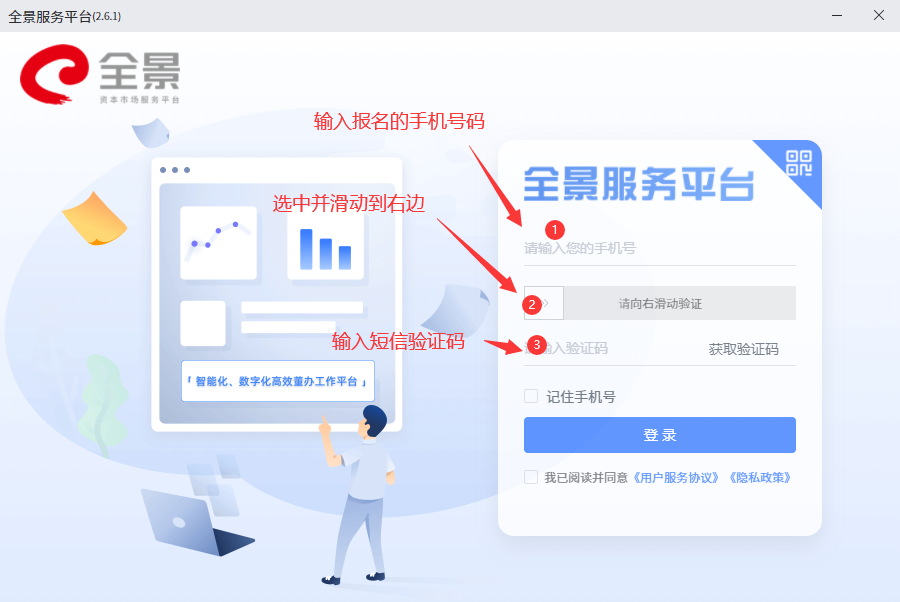 全景服务平台(2.6.1)
全景
资本市场服务平台
输入报名的手机号码
全景服务平台
选中并滑动到右边
1
请输入您的手机号
2
请向右滑动验证
输入短信验证码
3
输入验证码 获取验证码
「 智能化、数字化高效董办工作平台 」
记住手机号
登录
我已阅读并同意《用户服务协议》《隐私政策》